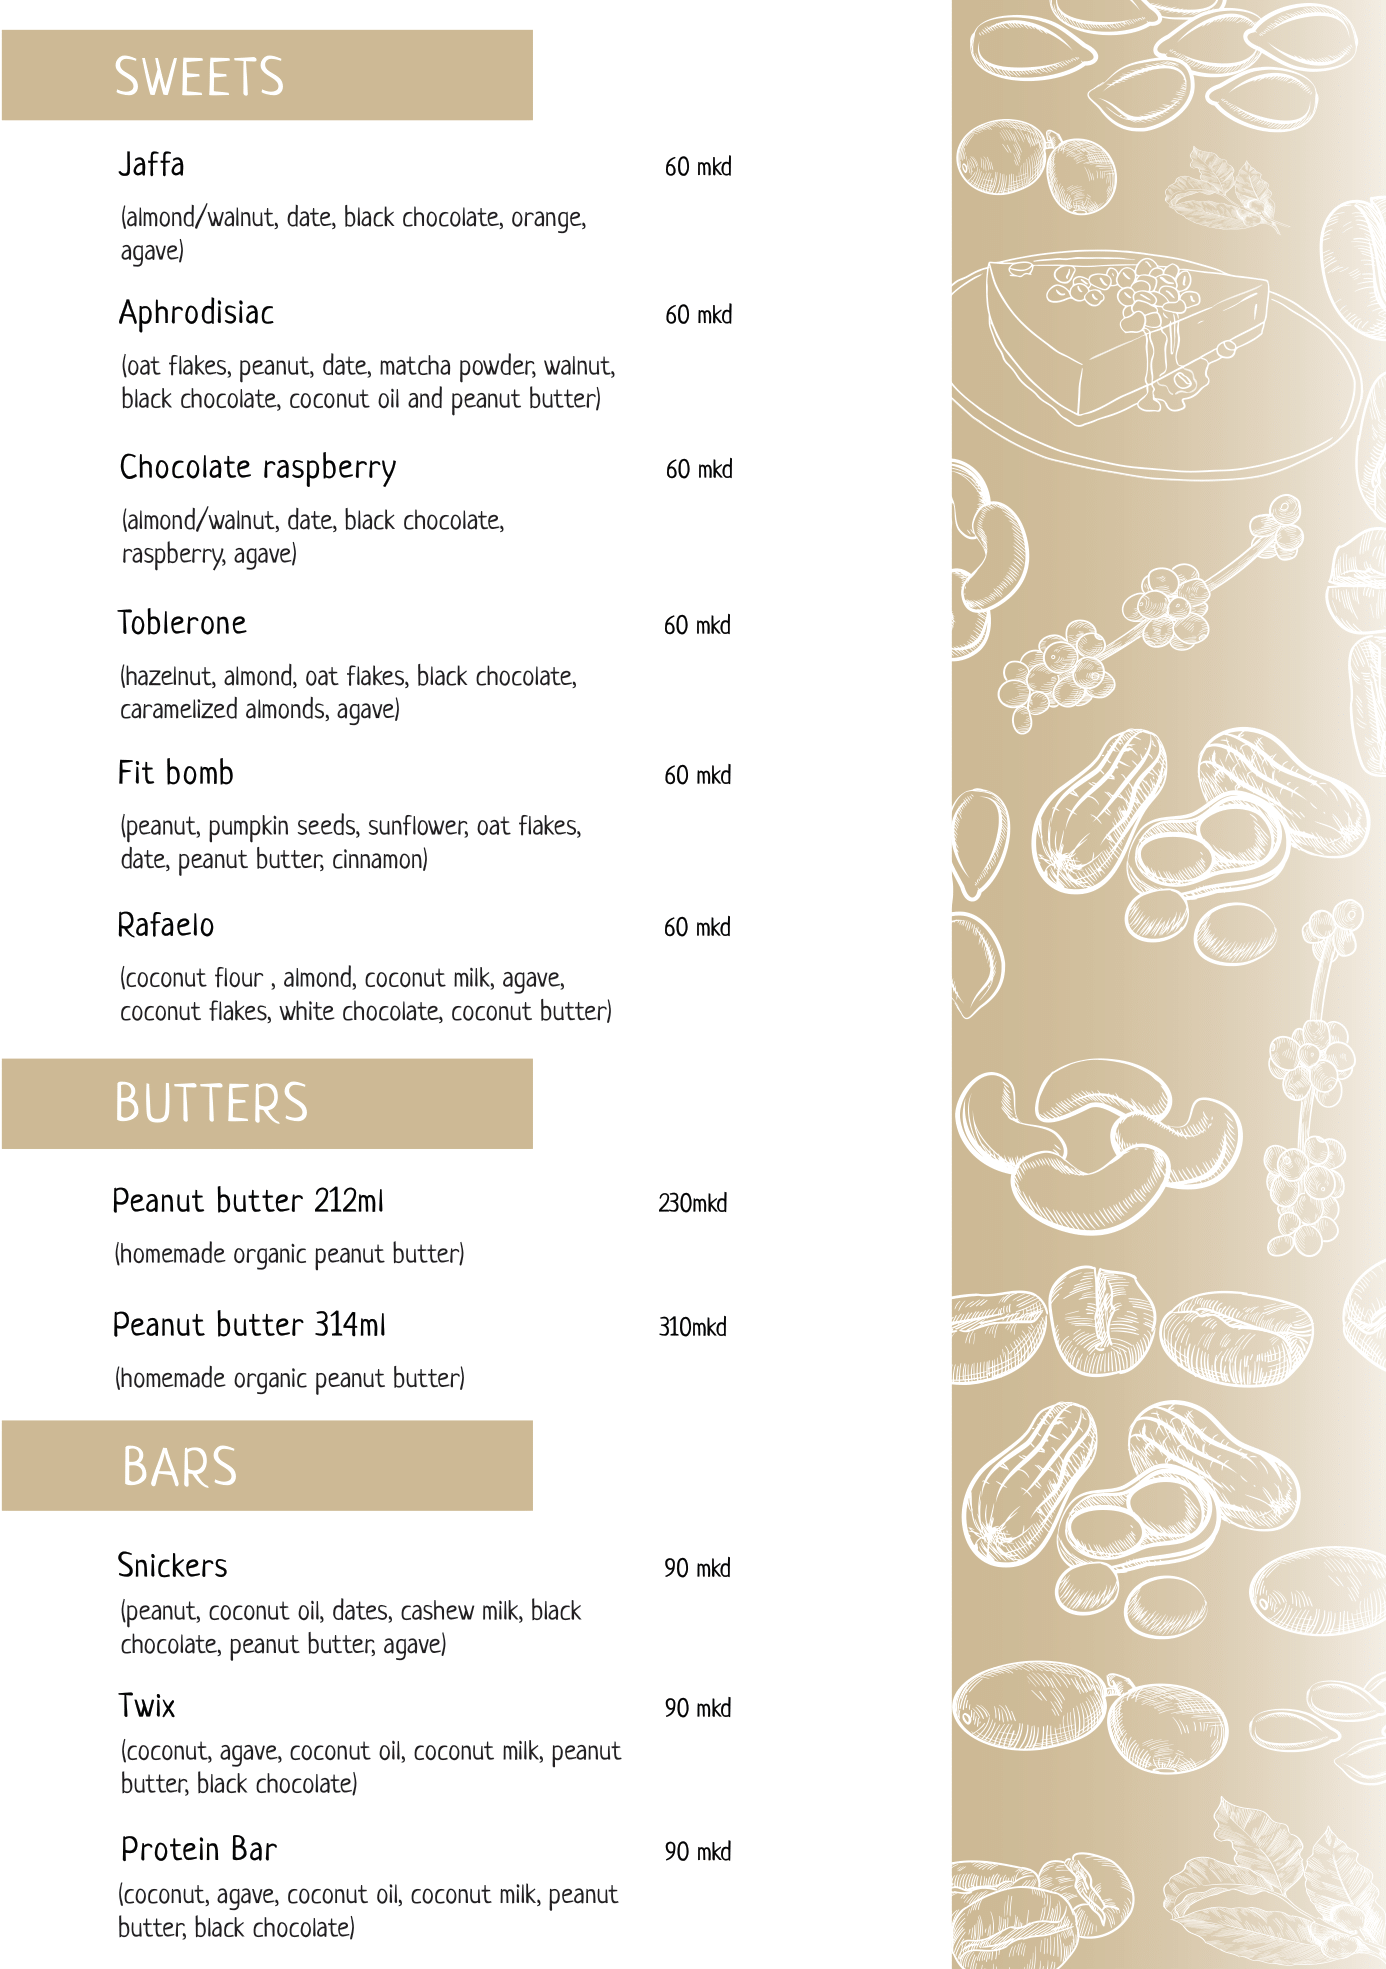 SWEETS
Jaffa 60 mkd
(almond/walnut, date, black chocolate, orange,
agave)
Aphrodisiac 60 mkd
(oat flakes, peanut, date, matcha powder, walnut,
black chocolate, coconut oil and peanut butter)
Chocolate raspberry 60 mkd
(almond/walnut, date, black chocolate,
raspberry, agave)
Toblerone 60 mkd
(hazelnut, almond, oat flakes, black chocolate,
caramelized almonds, agave)
Fit bomb 60 mkd
(peanut, pumpkin seeds, sunflower, oat flakes,
date, peanut butter, cinnamon)
Rafaelo 60 mkd
(coconut flour , almond, coconut milk, agave,
coconut flakes, white chocolate, coconut butter)
BUTTERS
Peanut butter 212ml 230mkd
(homemade organic peanut butter)
Peanut butter 314ml 310mkd
(homemade organic peanut butter)
BARS
Snickers 90 mkd
(peanut, coconut oil, dates, cashew milk, black
chocolate, peanut butter, agave)
Twix 90 mkd
(coconut, agave, coconut oil, coconut milk, peanut
butter, black chocolate)
Protein Bar 90 mkd
(coconut, agave, coconut oil, coconut milk, peanut
butter, black chocolate)